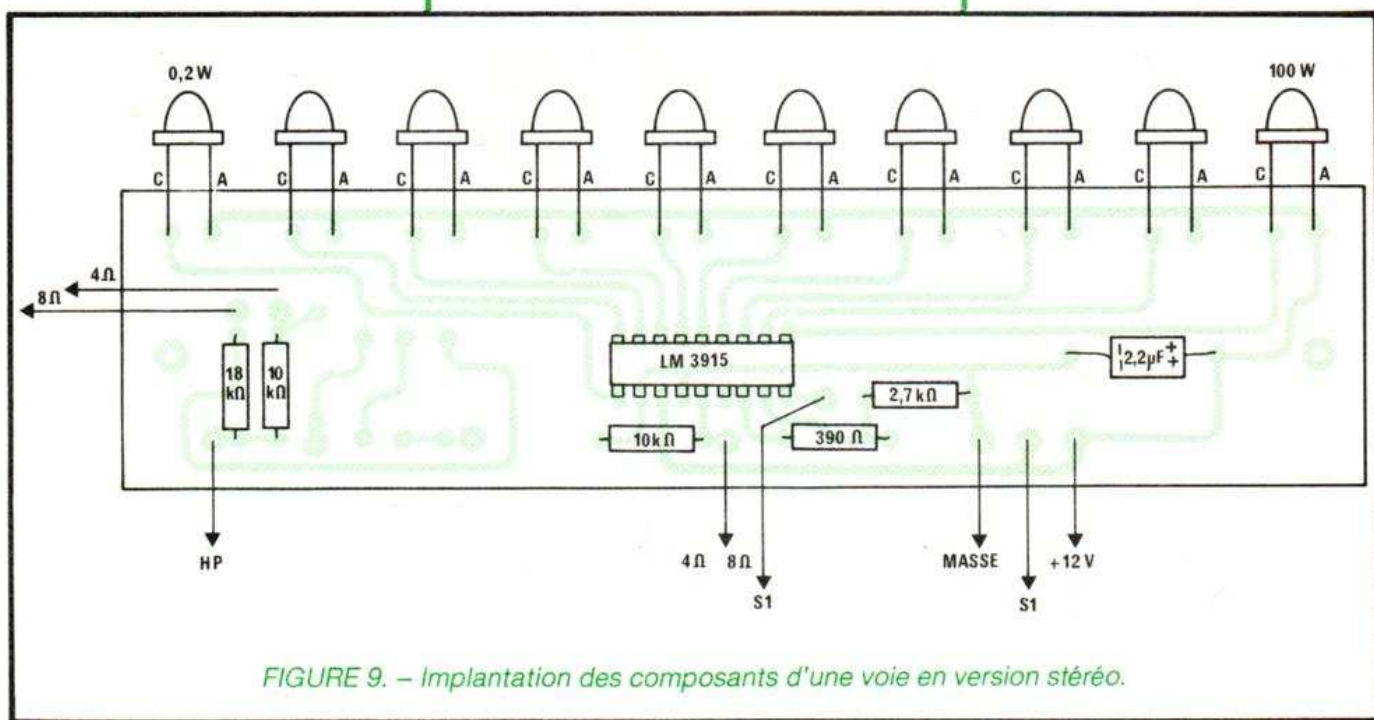 0,2 W 100 W
C A C A C A C A C A C A C A C A C A C A
4Ω
8Ω
LM 3915
2,2µF
18 kΩ
10 kΩ
2,7 kΩ
10kΩ
390 Ω
HP
4Ω 8Ω
MASSE
+12 V
S1
S1
FIGURE 9. – Implantation des composants d'une voie en version stéréo.